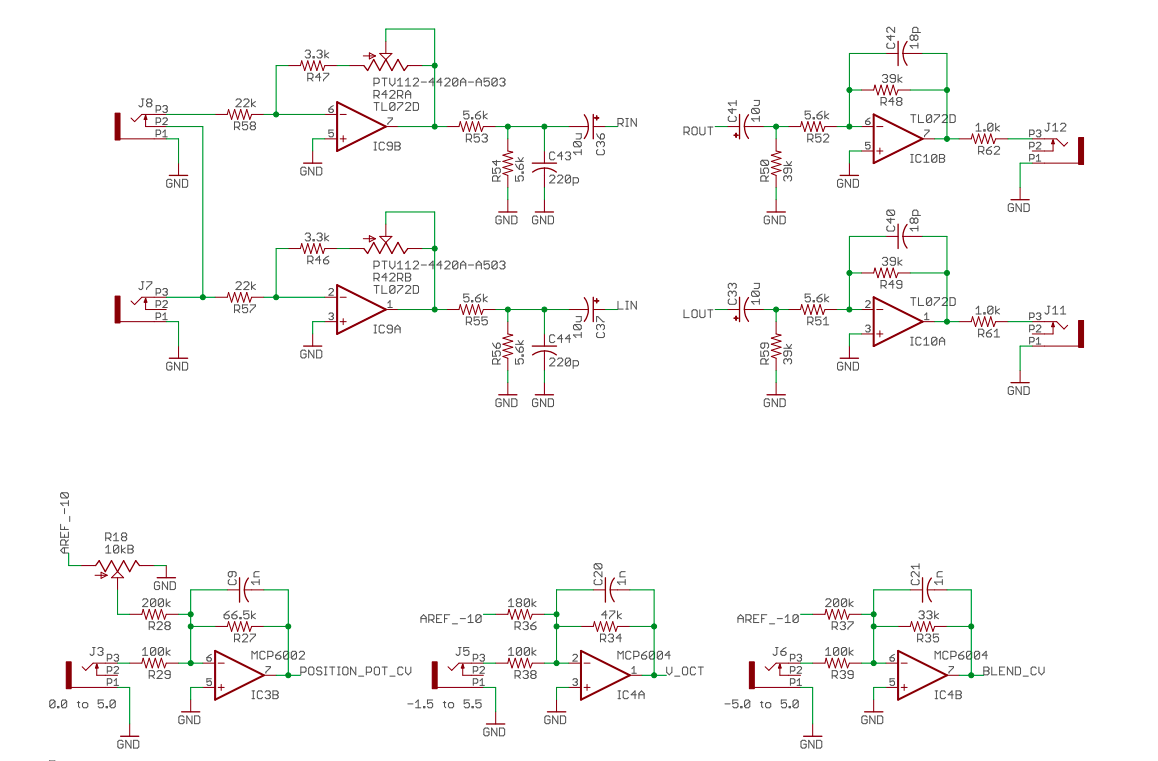 3.3k
R47
PTV112-4420A-A503
R42RA
TL072D
J8
P3
P2
P1
22k
R58
6
5
7
IC9B
GND
GND
5.6k
R53
R54
5.6k
C43
220p
10u
C36
RIN
GND
GND
ROUT
C41
10u
5.6k
R52
R50
39k
GND
C42
18p
39k
R48
TL072D
6
5
7
IC10B
GND
1.0k
R62
J12
P3
P2
P1
GND
3.3k
R46
PTV112-4420A-A503
R42RB
TL072D
J7
P3
P2
P1
22k
R57
2
3
1
IC9A
GND
GND
5.6k
R55
R56
5.6k
C44
220p
10u
C37
LIN
GND
GND
LOUT
C33
10u
5.6k
R51
R59
39k
GND
C40
18p
39k
R49
TL072D
2
3
1
IC10A
GND
1.0k
R61
J11
P3
P2
P1
GND
AREF_-10
R18
10kB
GND
200k
R28
C9
1n
66.5k
R27
J3
P3
P2
P1
100k
R29
6
5
7
MCP6002
IC3B
POSITION_POT_CV
0.0 to 5.0
GND
GND
AREF_-10
180k
R36
C20
1n
47k
R34
J5
P3
P2
P1
100k
R38
2
3
1
MCP6004
IC4A
V_OCT
-1.5 to 5.5
GND
GND
AREF_-10
200k
R37
C21
1n
33k
R35
J6
P3
P2
P1
100k
R39
6
5
7
MCP6004
IC4B
BLEND_CV
-5.0 to 5.0
GND
GND